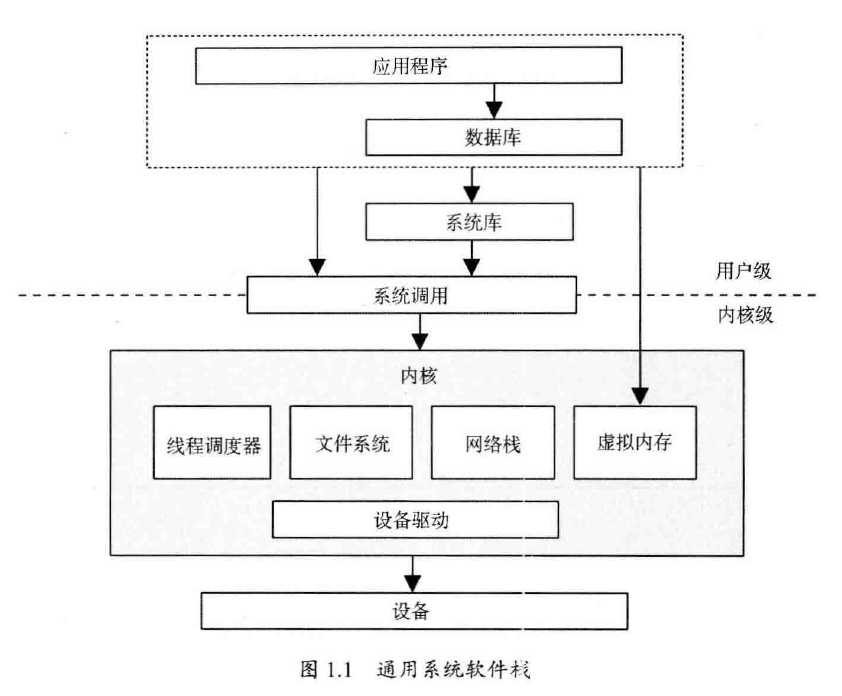 应用程序
数据库
系统库
系统调用
用户级
内核级
内核
线程调度器
文件系统
网络栈
虚拟内存
设备驱动
设备
图 1.1 通用系统软件栈